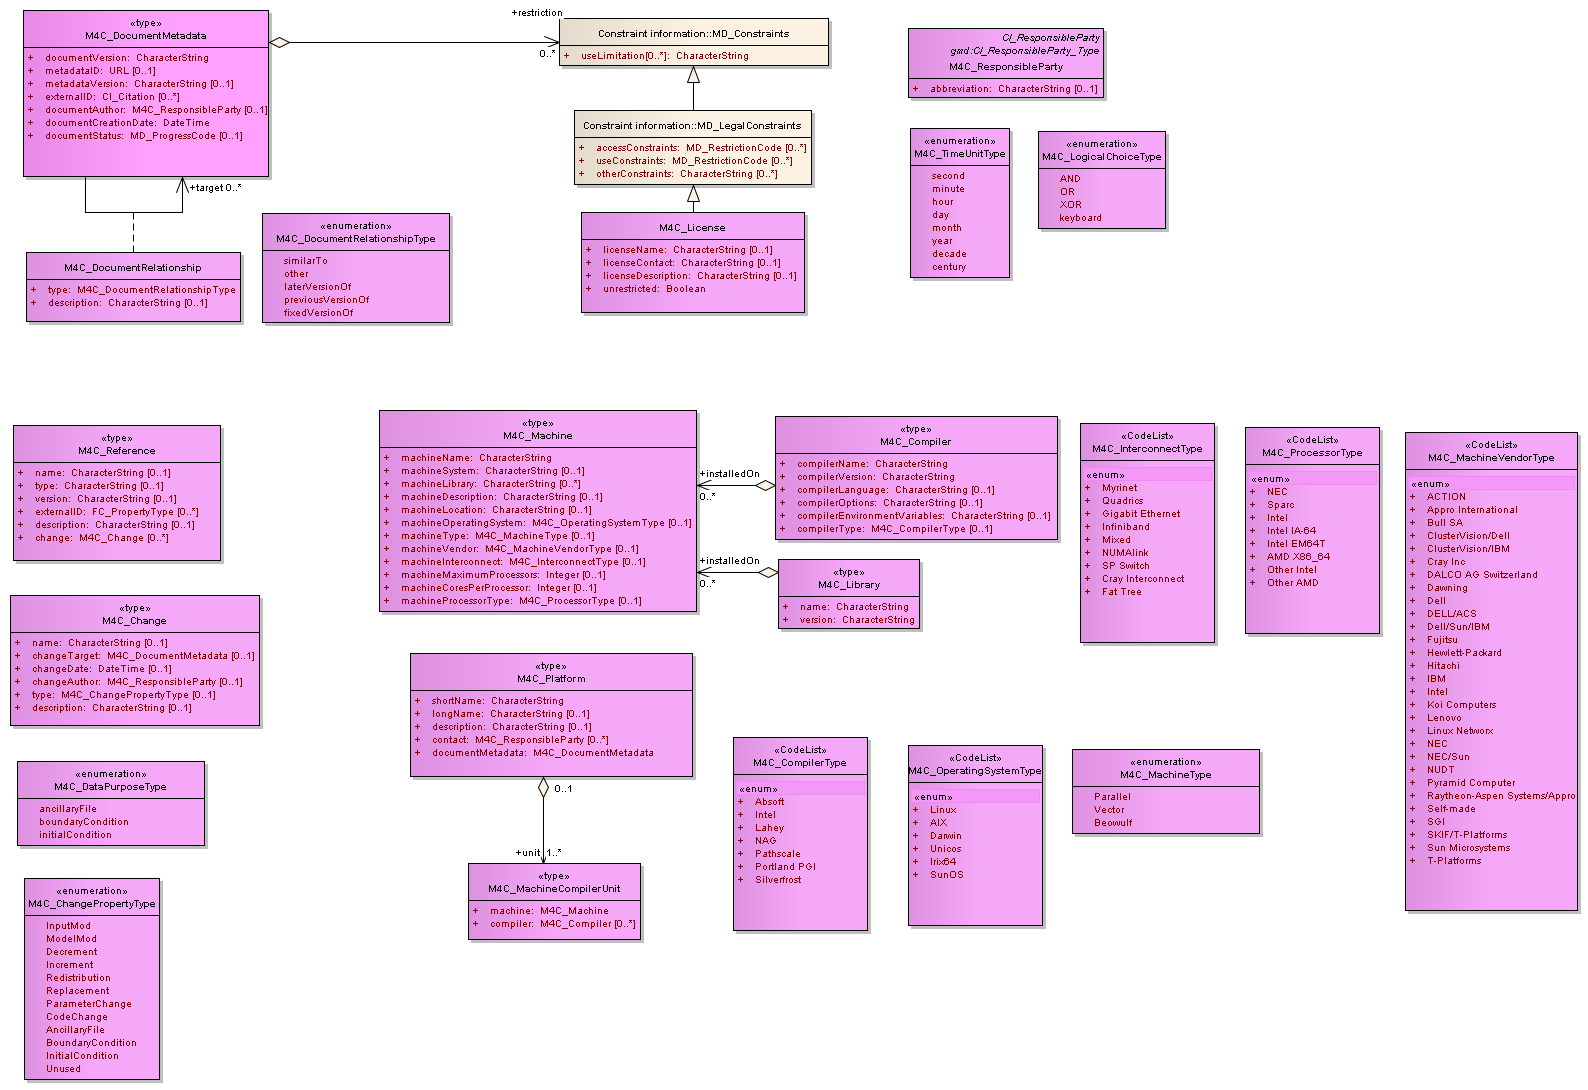 «type»
M4C_DocumentMetadata
+ documentVersion: CharacterString
+ metadataID: URL [0..1]
+ metadataVersion: CharacterString [0..1]
+ externalID: CI_Citation [0..*]
+ documentAuthor: M4C_ResponsibleParty [0..1]
+ documentCreationDate: DateTime
+ documentStatus: MD_ProgressCode [0..1]
+restriction
0..*
Constraint information::MD_Constraints
+ useLimitation[0..*]: CharacterString
Constraint information::MD_LegalConstraints
+ accessConstraints: MD_RestrictionCode [0..*]
+ useConstraints: MD_RestrictionCode [0..*]
+ otherConstraints: CharacterString [0..*]
M4C_License
+ licenseName: CharacterString [0..1]
+ licenseContact: CharacterString [0..1]
+ licenseDescription: CharacterString [0..1]
+ unrestricted: Boolean
CI_ResponsibleParty
gmd:CI_ResponsibleParty_Type
M4C_ResponsibleParty
+ abbreviation: CharacterString [0..1]
«enumeration»
M4C_TimeUnitType
second
minute
hour
day
month
year
decade
century
«enumeration»
M4C_LogicalChoiceType
AND
OR
XOR
keyboard
+target 0..*
M4C_DocumentRelationship
+ type: M4C_DocumentRelationshipType
+ description: CharacterString [0..1]
«enumeration»
M4C_DocumentRelationshipType
similarTo
other
laterVersionOf
previousVersionOf
fixedVersionOf
«type»
M4C_Reference
+ name: CharacterString [0..1]
+ type: CharacterString [0..1]
+ version: CharacterString [0..1]
+ externalID: FC_PropertyType [0..*]
+ description: CharacterString [0..1]
+ change: M4C_Change [0..*]
«type»
M4C_Machine
+ machineName: CharacterString
+ machineSystem: CharacterString [0..1]
+ machineLibrary: CharacterString [0..*]
+ machineDescription: CharacterString [0..1]
+ machineLocation: CharacterString [0..1]
+ machineOperatingSystem: M4C_OperatingSystemType [0..1]
+ machineType: M4C_MachineType [0..1]
+ machineVendor: M4C_MachineVendorType [0..1]
+ machineInterconnect: M4C_InterconnectType [0..1]
+ machineMaximumProcessors: Integer [0..1]
+ machineCoresPerProcessor: Integer [0..1]
+ machineProcessorType: M4C_ProcessorType [0..1]
+installedOn
0..*
«type»
M4C_Compiler
+ compilerName: CharacterString
+ compilerVersion: CharacterString
+ compilerLanguage: CharacterString [0..1]
+ compilerOptions: CharacterString [0..1]
+ compilerEnvironmentVariables: CharacterString [0..1]
+ compilerType: M4C_CompilerType [0..1]
+installedOn
0..*
«type»
M4C_Library
+ name: CharacterString
+ version: CharacterString
«CodeList»
M4C_InterconnectType
«enum»
+ Myrinet
+ Quadrics
+ Gigabit Ethernet
+ Infiniband
+ Mixed
+ NUMAlink
+ SP Switch
+ Cray Interconnect
+ Fat Tree
«CodeList»
M4C_ProcessorType
«enum»
+ NEC
+ Sparc
+ Intel
+ Intel IA-64
+ Intel EM64T
+ AMD X86_64
+ Other Intel
+ Other AMD
«CodeList»
M4C_MachineVendorType
«enum»
+ ACTION
+ Appro International
+ Bull SA
+ ClusterVision/Dell
+ ClusterVision/IBM
+ Cray Inc
+ DALCO AG Switzerland
+ Dawning
+ Dell
+ DELL/ACS
+ Dell/Sun/IBM
+ Fujitsu
+ Hewlett-Packard
+ Hitachi
+ IBM
+ Intel
+ Koi Computers
+ Lenovo
+ Linux Networx
+ NEC
+ NEC/Sun
+ NUDT
+ Pyramid Computer
+ Raytheon-Aspen Systems/Appro
+ Self-made
+ SGI
+ SKIF/T-Platforms
+ Sun Microsystems
+ T-Platforms
«type»
M4C_Change
+ name: CharacterString [0..1]
+ changeTarget: M4C_DocumentMetadata [0..1]
+ changeDate: DateTime [0..1]
+ changeAuthor: M4C_ResponsibleParty [0..1]
+ type: M4C_ChangePropertyType [0..1]
+ description: CharacterString [0..1]
«type»
M4C_Platform
+ shortName: CharacterString
+ longName: CharacterString [0..1]
+ description: CharacterString [0..1]
+ contact: M4C_ResponsibleParty [0..*]
+ documentMetadata: M4C_DocumentMetadata
0..1
+unit 1..*
«type»
M4C_MachineCompilerUnit
+ machine: M4C_Machine
+ compiler: M4C_Compiler [0..*]
«CodeList»
M4C_CompilerType
«enum»
+ Absoft
+ Intel
+ Lahey
+ NAG
+ Pathscale
+ Portland PGI
+ Silverfrost
«CodeList»
M4C_OperatingSystemType
«enum»
+ Linux
+ AIX
+ Darwin
+ Unicos
+ Irix64
+ SunOS
«enumeration»
M4C_MachineType
Parallel
Vector
Beowulf
«enumeration»
M4C_DataPurposeType
ancillaryFile
boundaryCondition
initialCondition
«enumeration»
M4C_ChangePropertyType
InputMod
ModelMod
Decrement
Increment
Redistribution
Replacement
ParameterChange
CodeChange
AncillaryFile
BoundaryCondition
InitialCondition
Unused